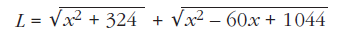 L = √x² + 324 + √x² – 60x + 1044